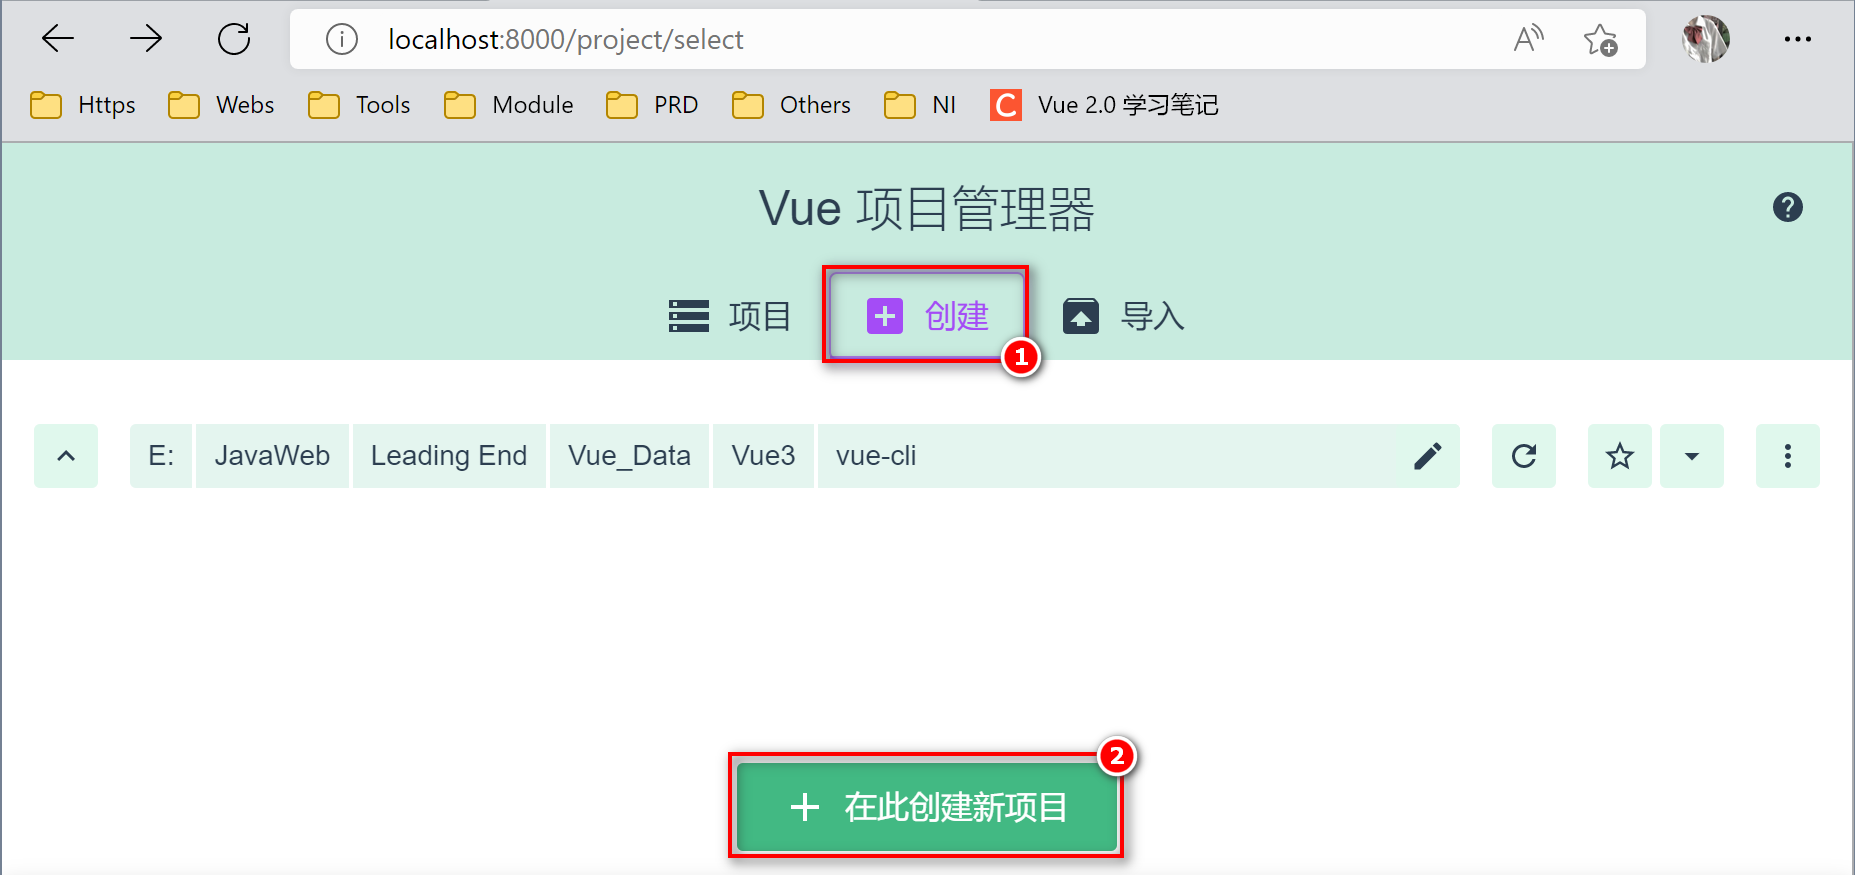 localhost:8000/project/select
Https Webs Tools Module PRD Others NI C Vue 2.0 学习笔记
Vue 项目管理器
项目 创建 导入
1
E: JavaWeb Leading End Vue_Data Vue3 vue-cli
2
在此创建新项目